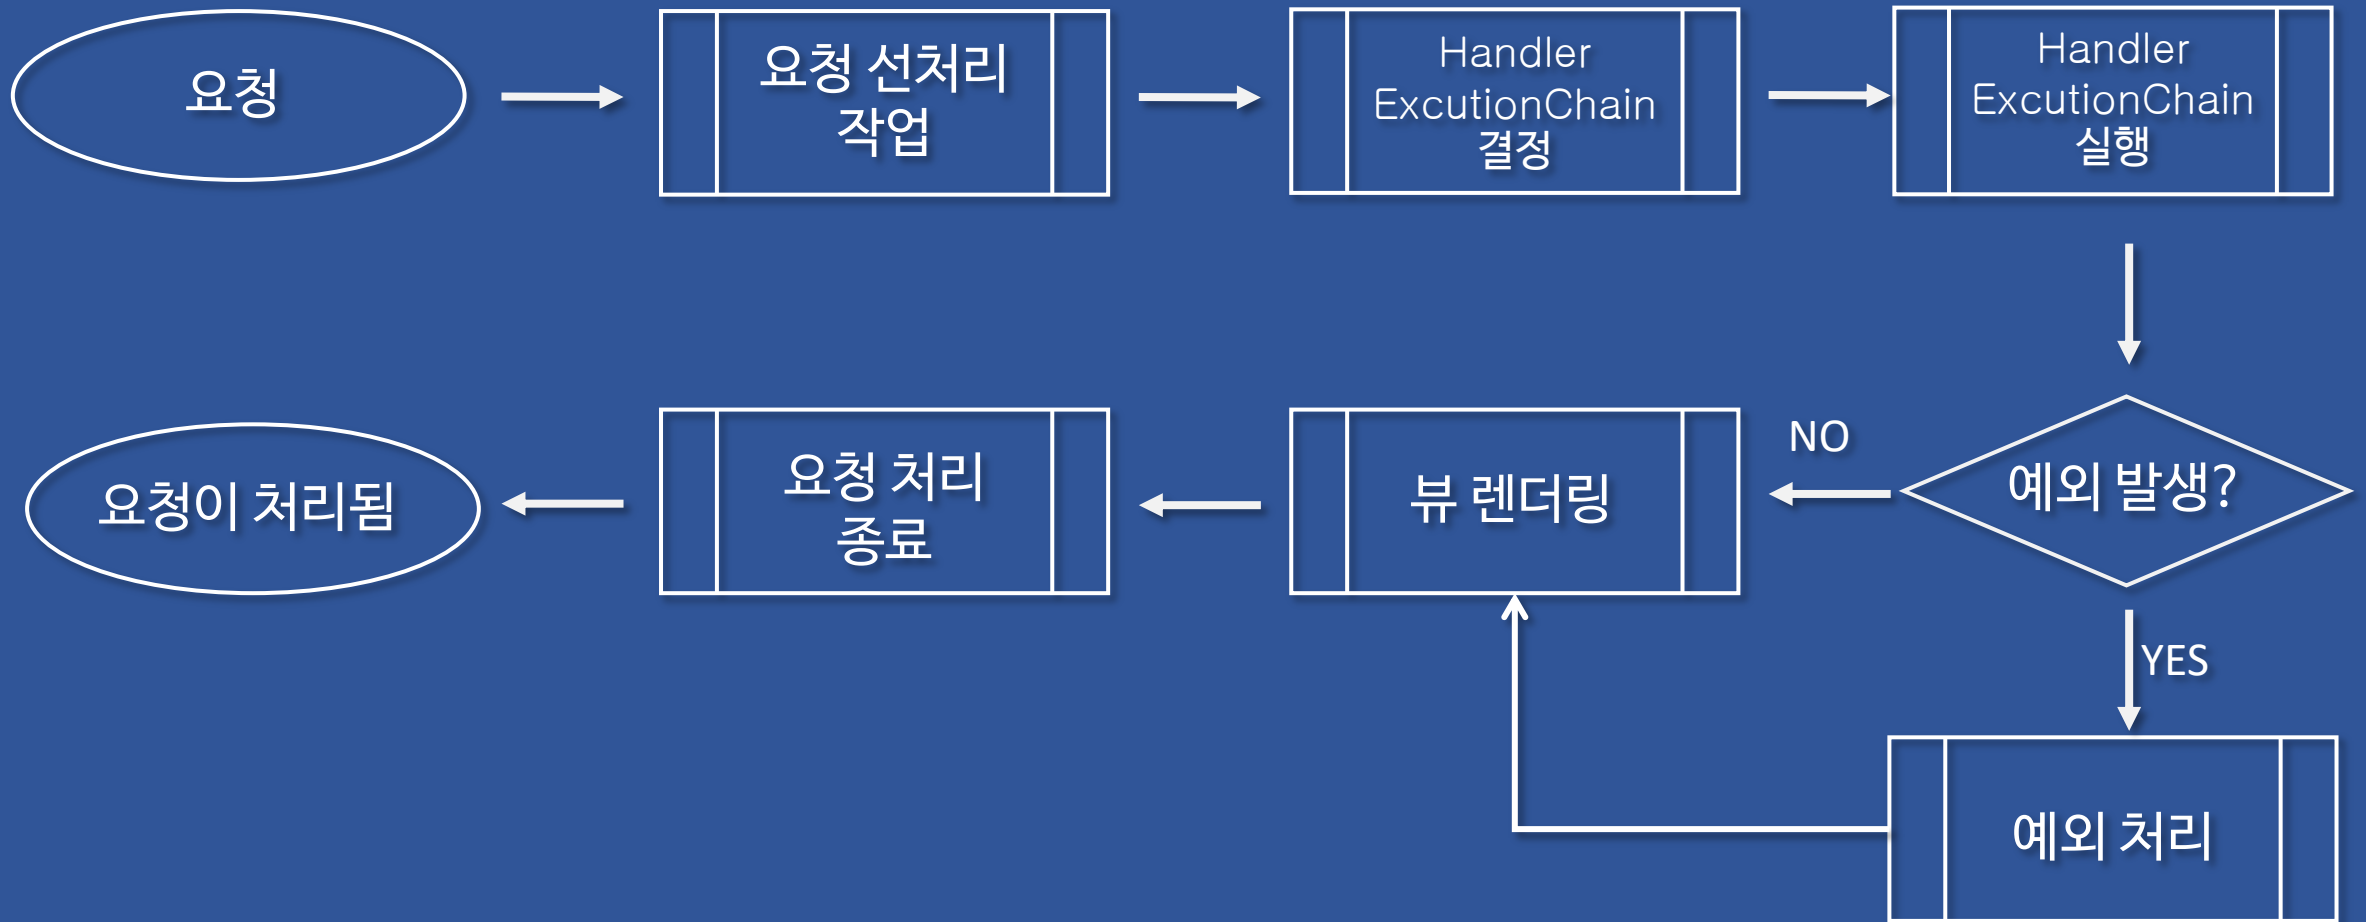 요청
요청 선처리
작업
Handler
ExcutionChain
결정
Handler
ExcutionChain
실행
요청이 처리됨
요청 처리
종료
뷰 렌더링
NO
예외 발생?
YES
예외 처리